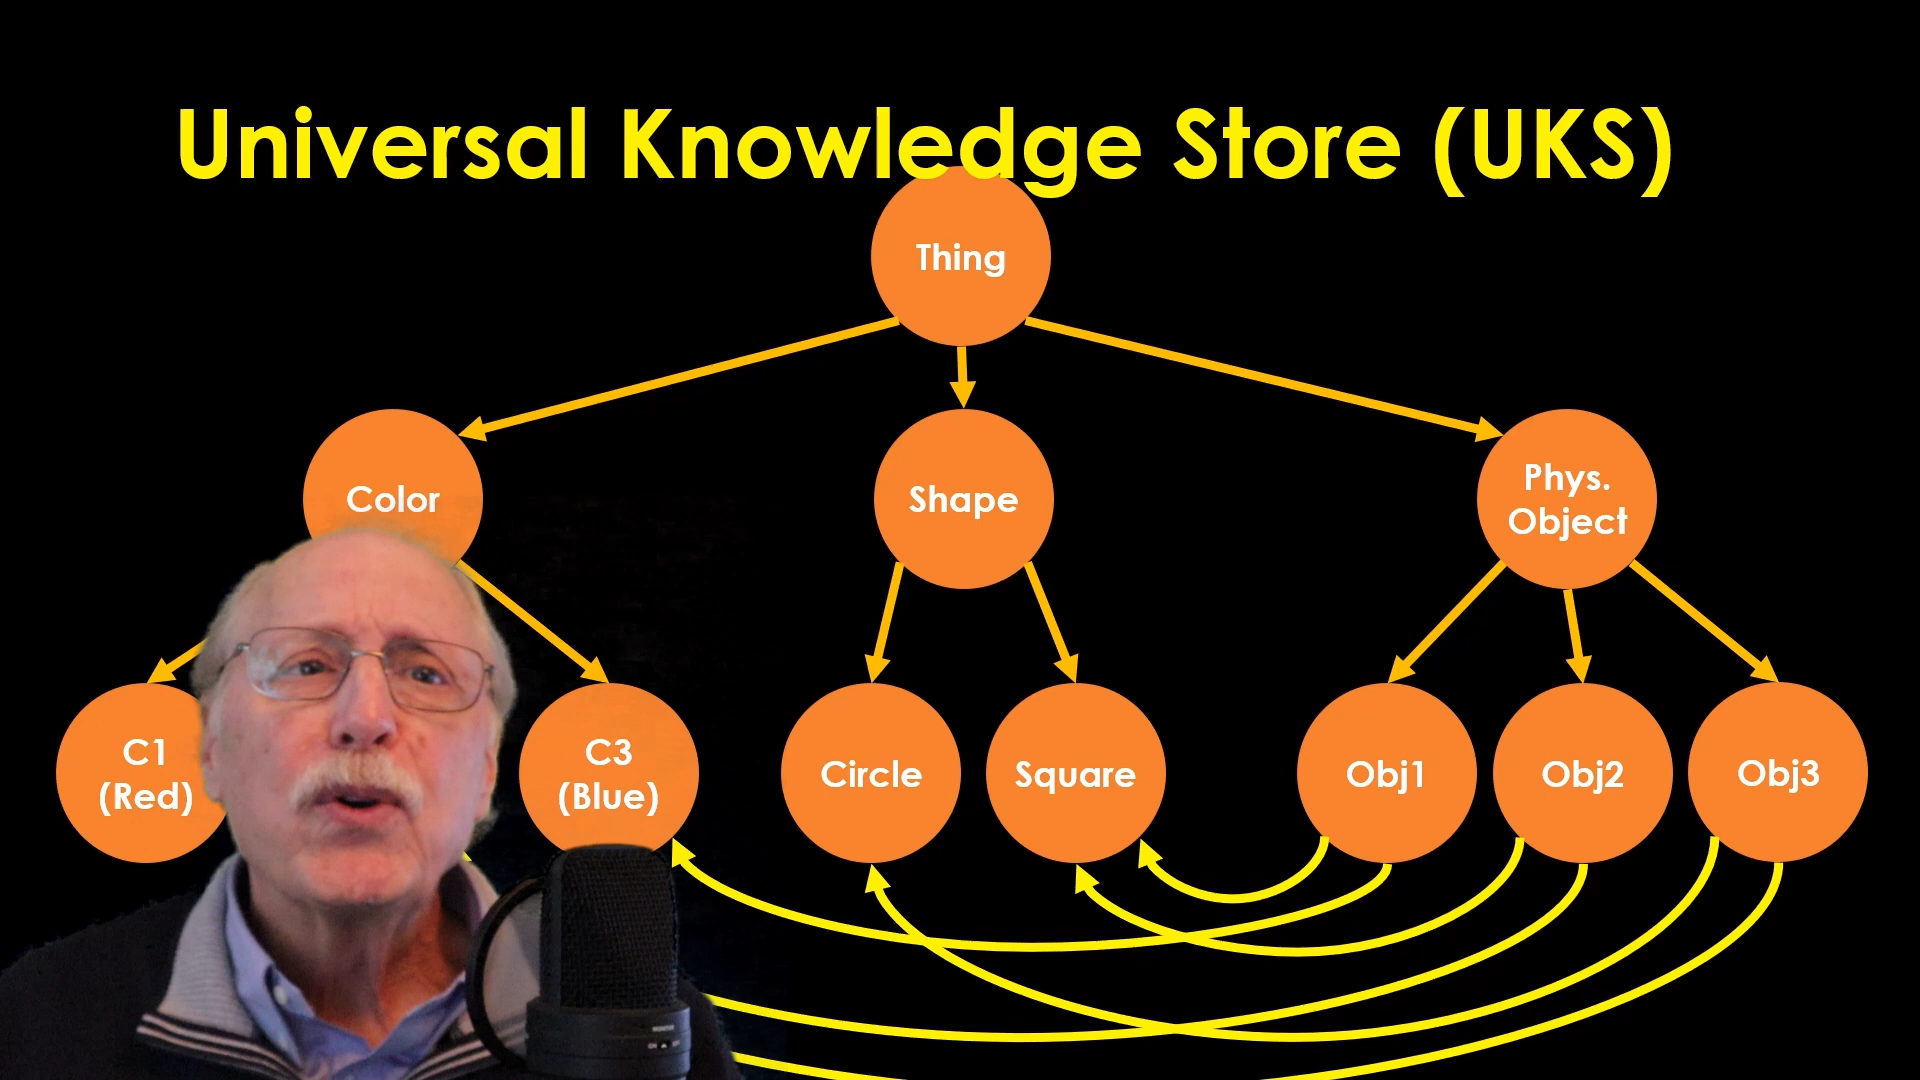 Universal Knowledge Store (UKS)
Thing
Color
Shape
Phys.
Object
C1
(Red)
C3
(Blue)
Circle
Square
Obj1
Obj2
Obj3